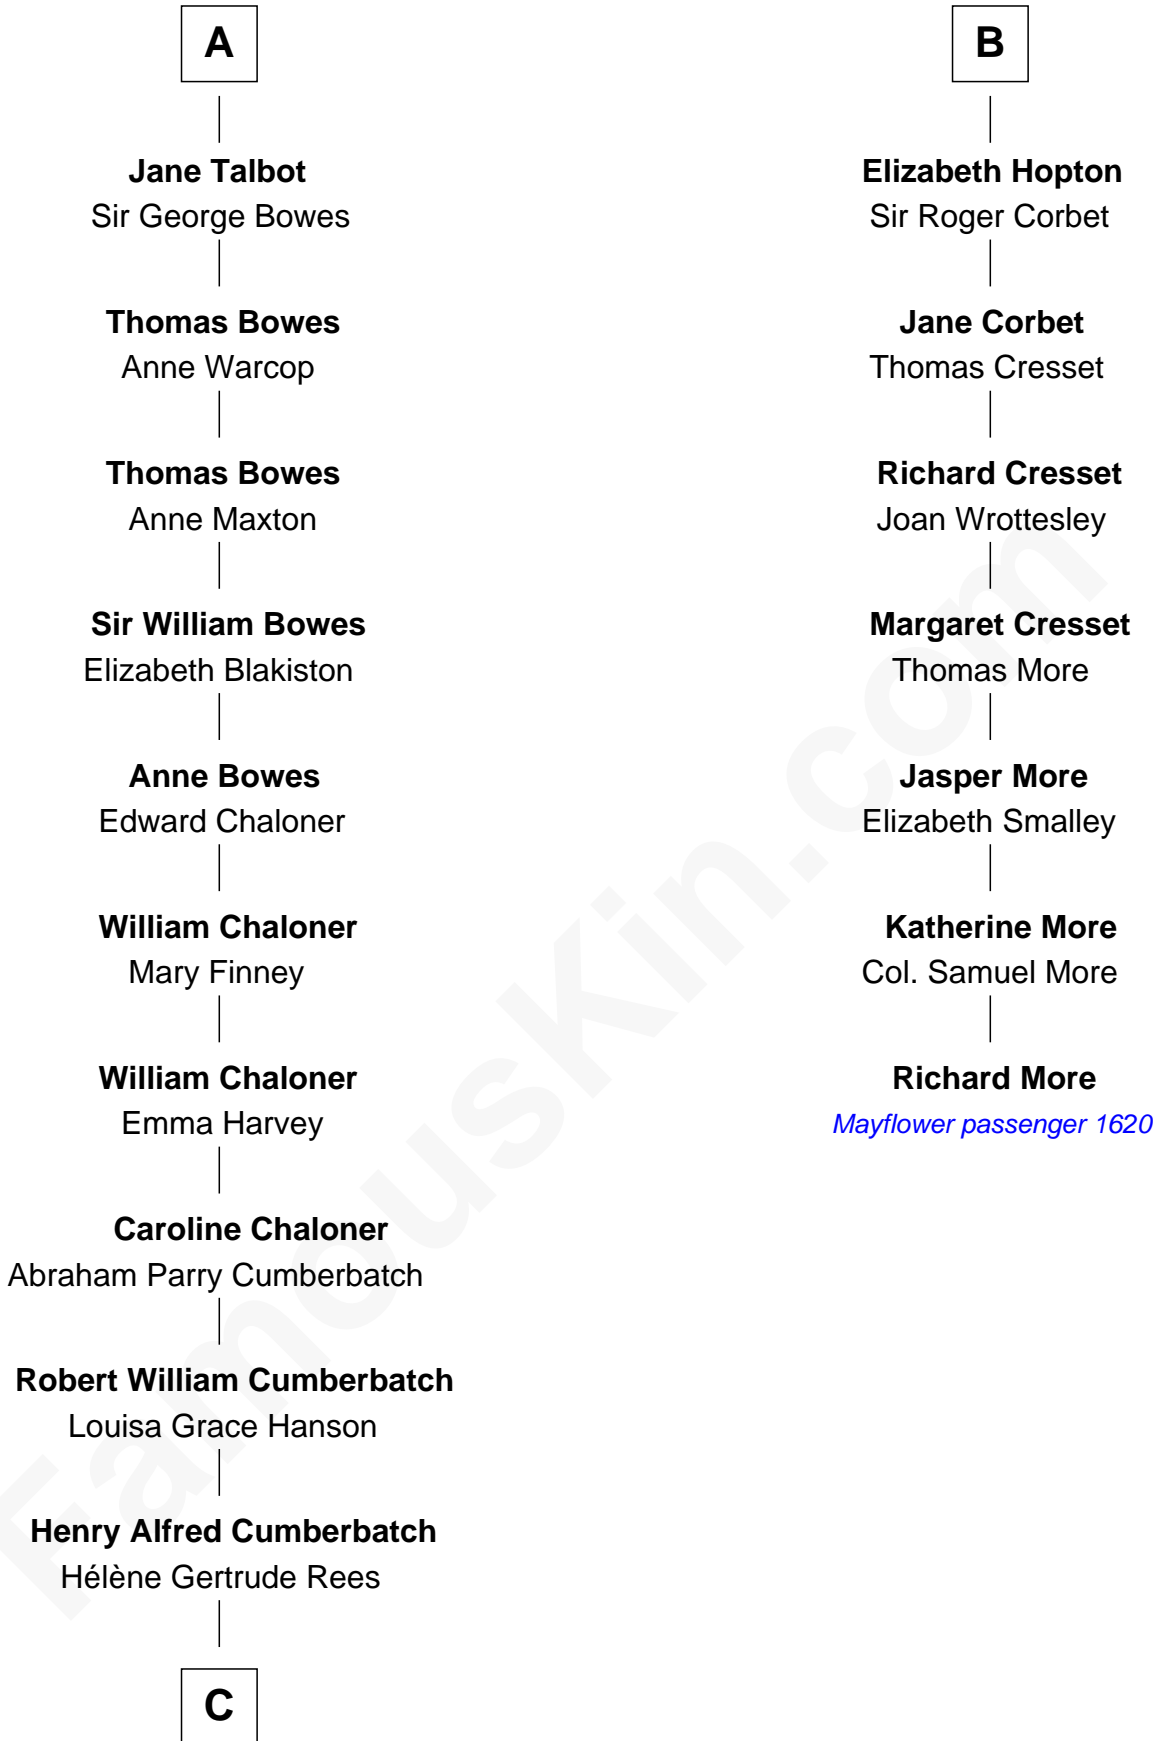 A
Jane Talbot
Sir George Bowes
Thomas Bowes
Anne Warcop
Thomas Bowes
Anne Maxton
Sir William Bowes
Elizabeth Blakiston
Anne Bowes
Edward Chaloner
William Chaloner
Mary Finney
William Chaloner
Emma Harvey
Caroline Chaloner
Abraham Parry Cumberbatch
Robert William Cumberbatch
Louisa Grace Hanson
Henry Alfred Cumberbatch
Hélène Gertrude Rees
C
B
Elizabeth Hopton
Sir Roger Corbet
Jane Corbet
Thomas Cresset
Richard Cresset
Joan Wrottesley
Margaret Cresset
Thomas More
Jasper More
Elizabeth Smalley
Katherine More
Col. Samuel More
Richard More
Mayflower passenger 1620
FamousKin.com